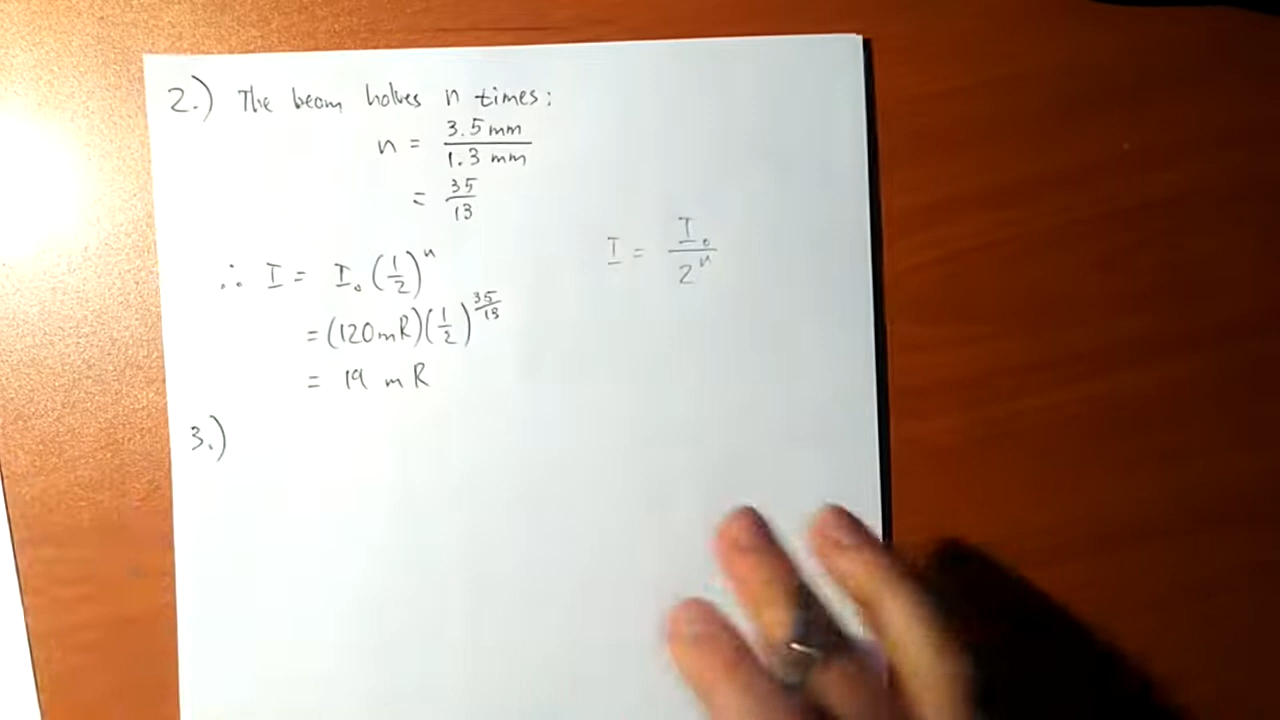 2.) The beam halves n times:
n = 3.5 mm / 1.3 mm
= 35/13
∴ I = I₀ (1/2)ⁿ
I = I₀ / 2ⁿ
= (120 mR)(1/2)^(35/13)
= 19 mR
3.)